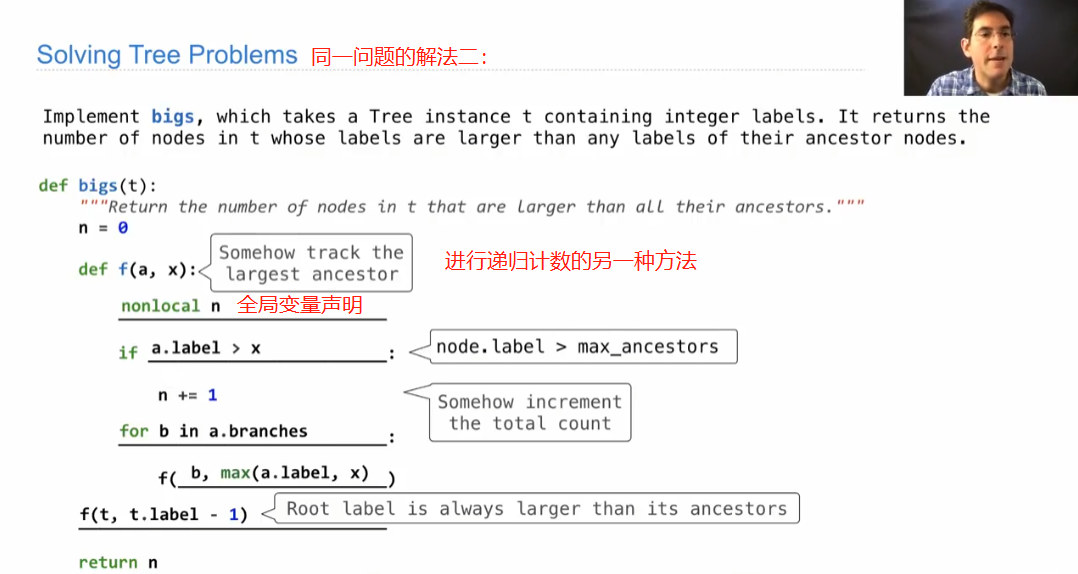 Solving Tree Problems 同一问题的解法二：
Implement bigs, which takes a Tree instance t containing integer labels. It returns the
number of nodes in t whose labels are larger than any labels of their ancestor nodes.
def bigs(t):
"""Return the number of nodes in t that are larger than all their ancestors."""
n = 0
Somehow track the
largest ancestor
def f(a, x):
进行递归计数的另一种方法
nonlocal n 全局变量声明
if a.label > x :
node.label > max_ancestors
n += 1
Somehow increment
the total count
for b in a.branches :
f( b, max(a.label, x) )
f(t, t.label - 1)
Root label is always larger than its ancestors
return n